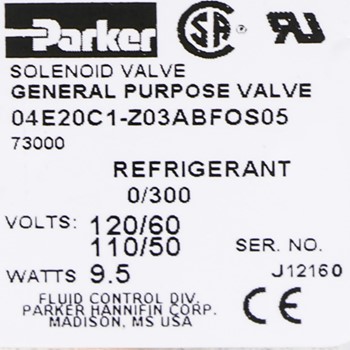 Parker
SA
SOLENOID VALVE
GENERAL PURPOSE VALVE
04E20C1-Z03ABFOS05
73000
REFRIGERANT
0/300
VOLTS: 120/60
110/50
SER. NO.
WATTS 9.5
J12160
FLUID CONTROL DIV.
PARKER HANNIFIN CORP.
MADISON, MS USA
CE